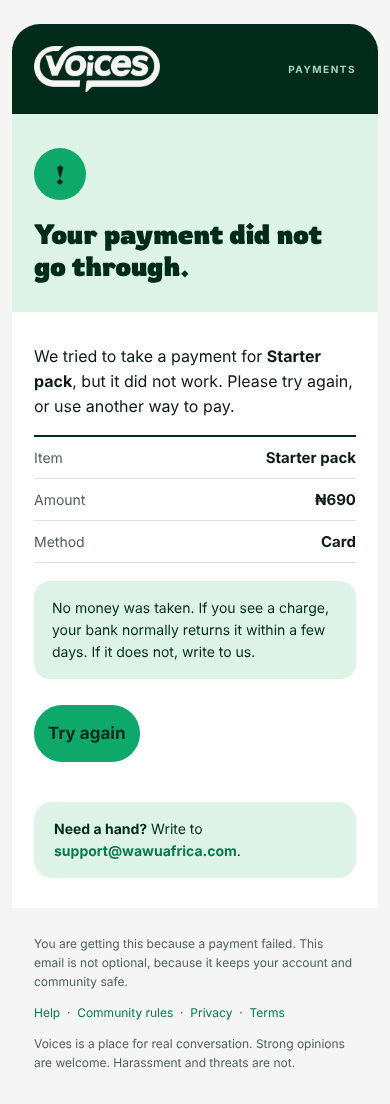 Voices
PAYMENTS
!
Your payment did not
go through.
We tried to take a payment for Starter
pack, but it did not work. Please try again,
or use another way to pay.
Item Starter pack
Amount ₦690
Method Card
No money was taken. If you see a charge,
your bank normally returns it within a few
days. If it does not, write to us.
Try again
Need a hand? Write to
support@wawuafrica.com.
You are getting this because a payment failed. This
email is not optional, because it keeps your account and
community safe.
Help · Community rules · Privacy · Terms
Voices is a place for real conversation. Strong opinions
are welcome. Harassment and threats are not.